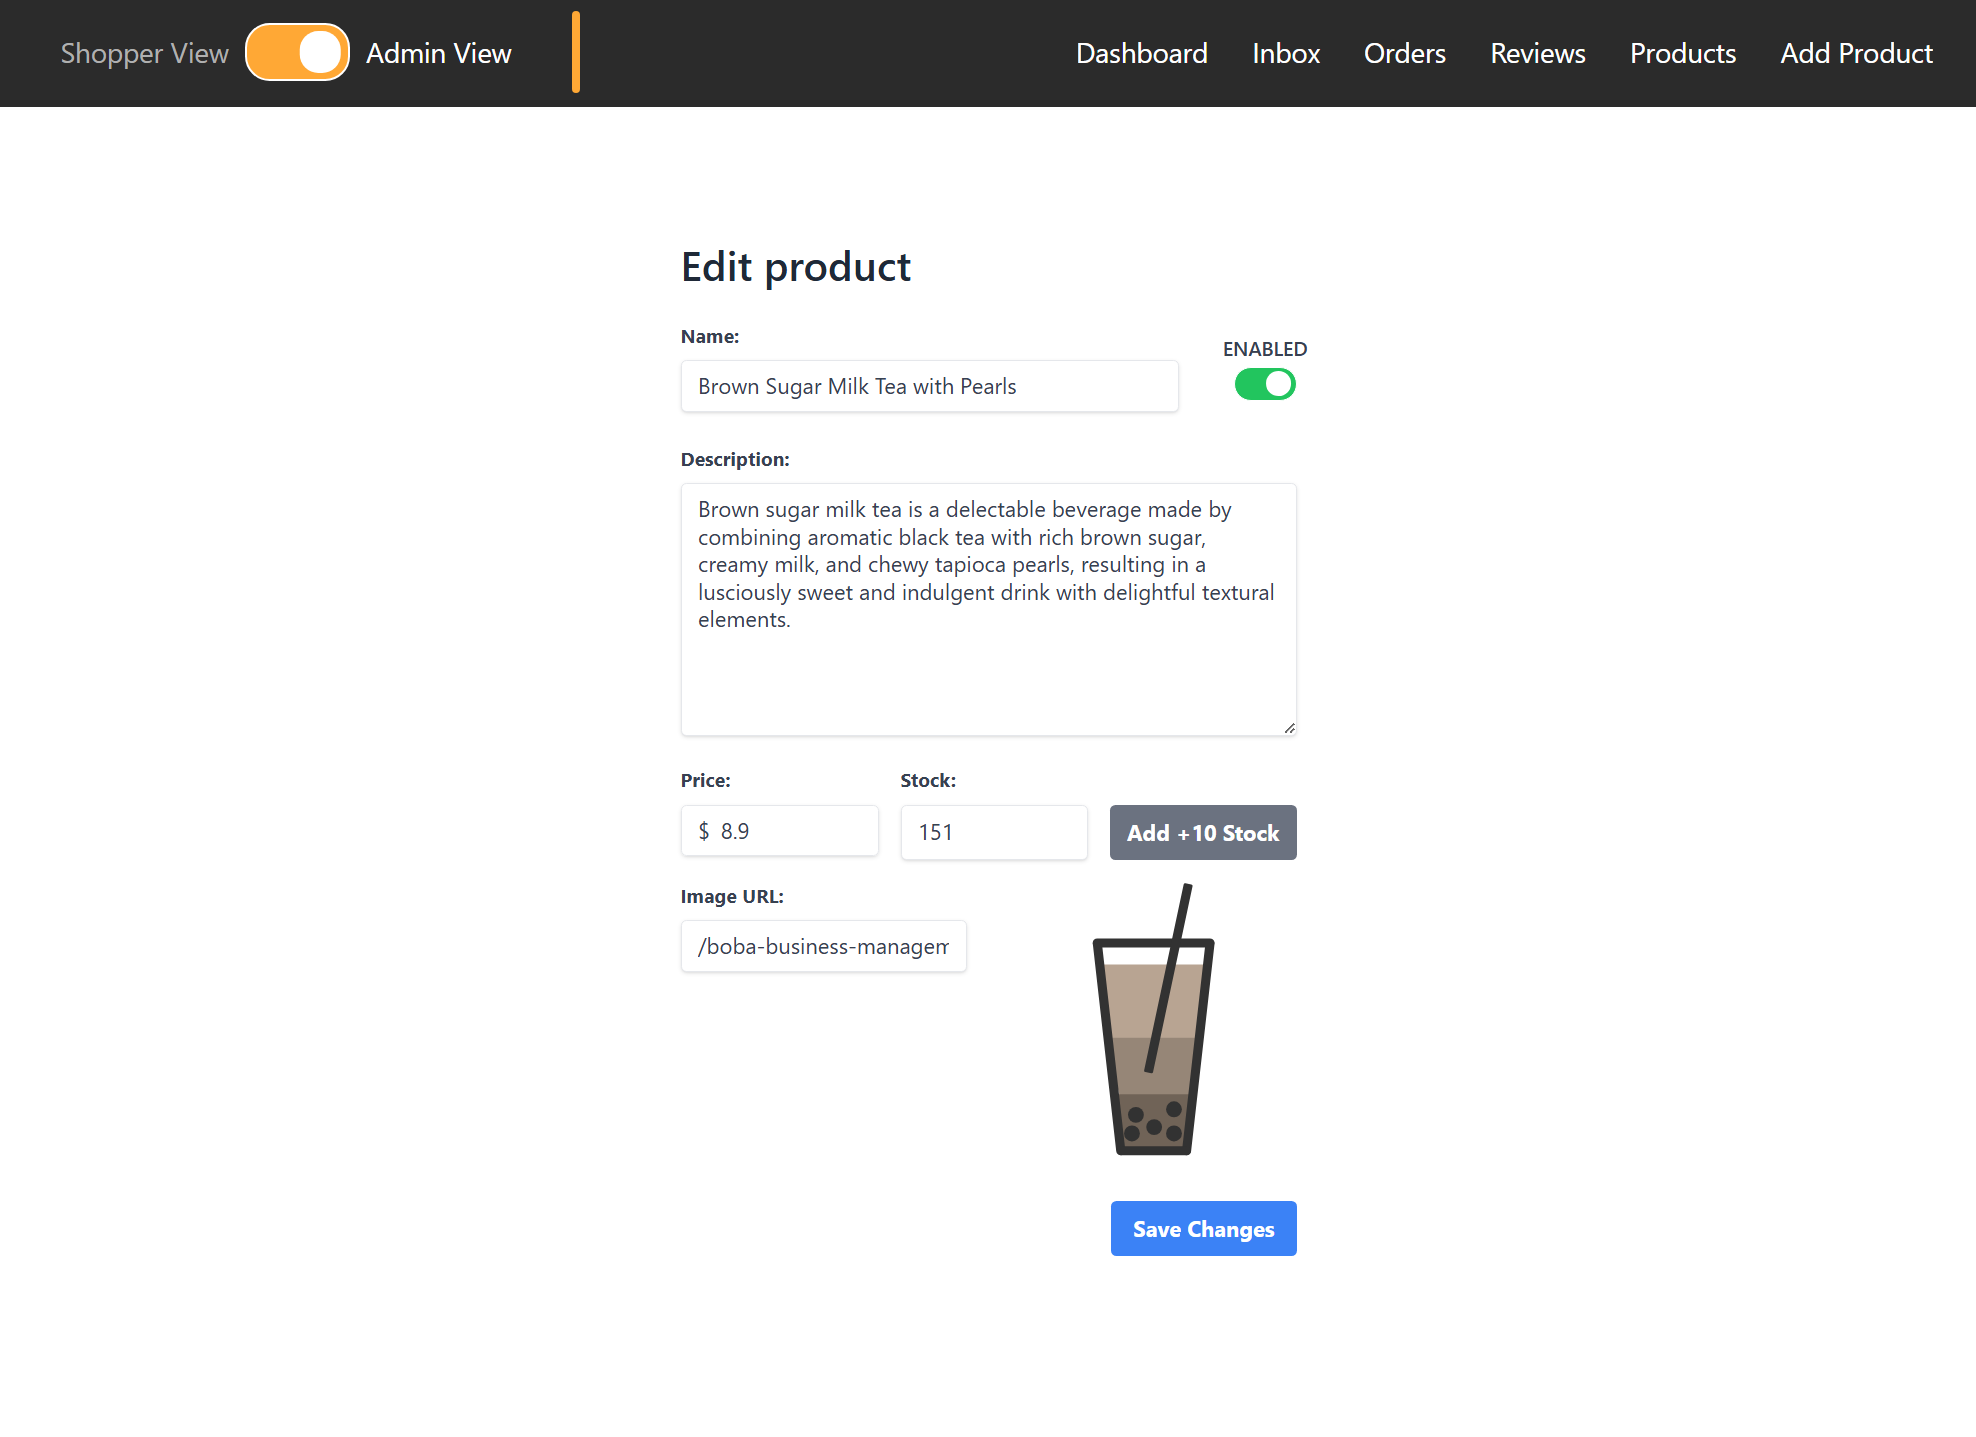 Shopper View Admin View Dashboard Inbox Orders Reviews Products Add Product
Edit product
Name:
ENABLED
Brown Sugar Milk Tea with Pearls
Description:
Brown sugar milk tea is a delectable beverage made by
combining aromatic black tea with rich brown sugar,
creamy milk, and chewy tapioca pearls, resulting in a
lusciously sweet and indulgent drink with delightful textural
elements.
Price: Stock:
$ 8.9 151 Add +10 Stock
Image URL:
/boba-business-managem
Save Changes